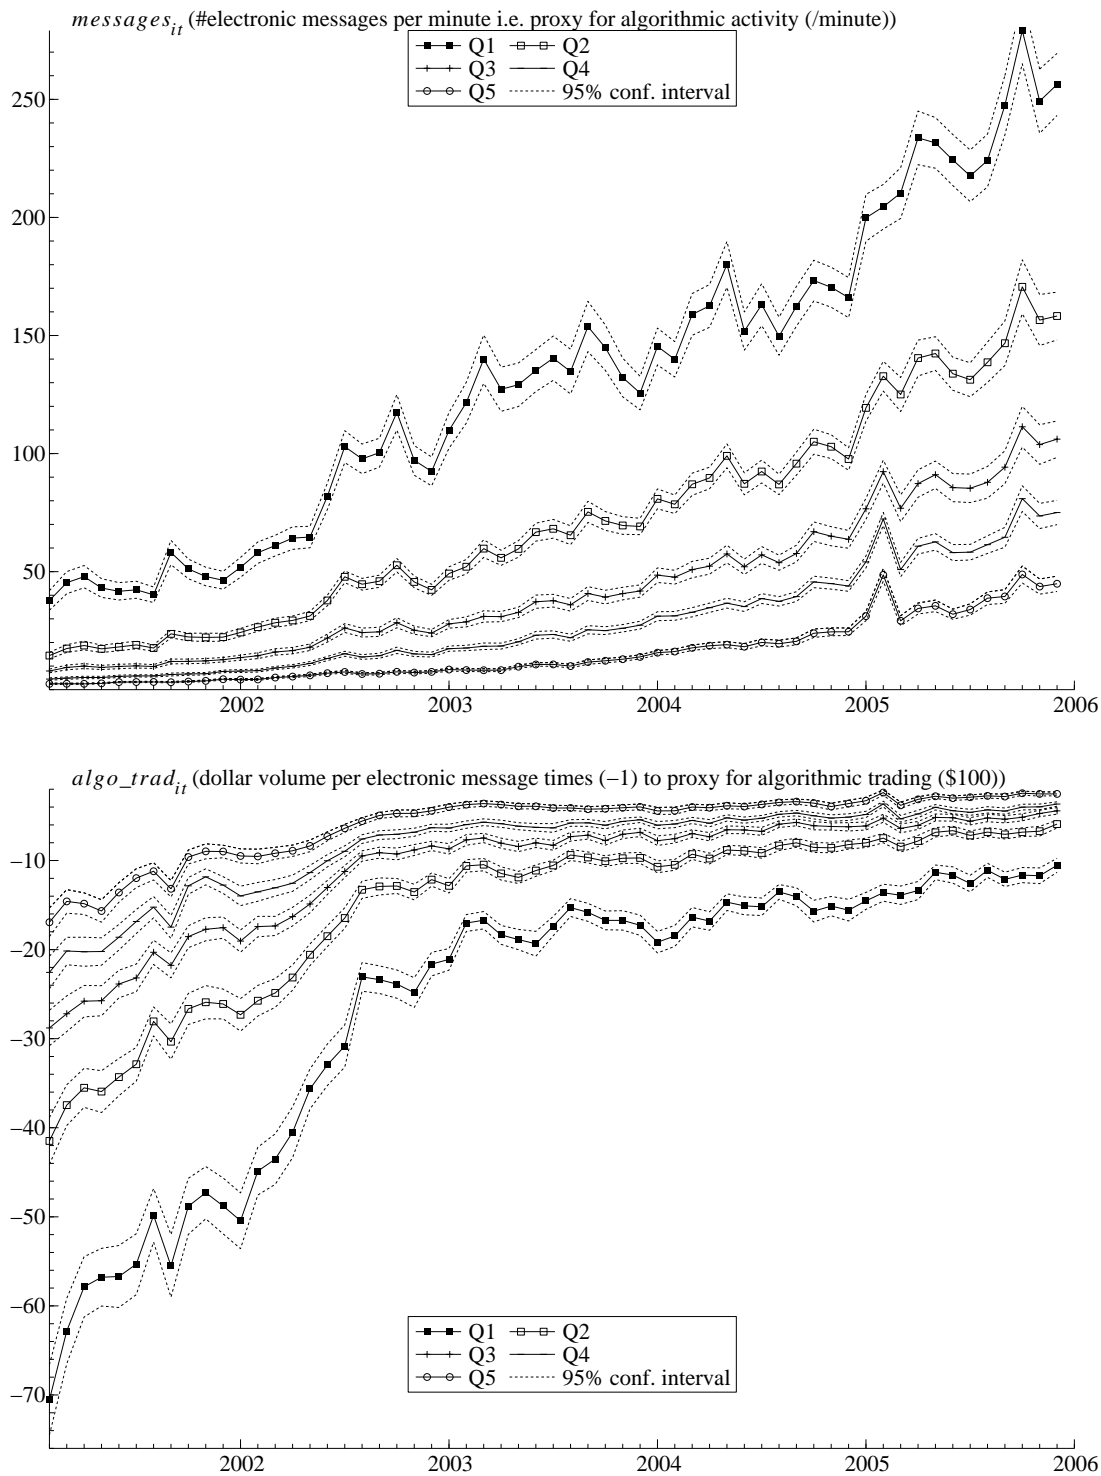 messages_it (#electronic messages per minute i.e. proxy for algorithmic activity (/minute))
Q1 Q2
Q3 Q4
Q5 95% conf. interval
250
200
150
100
50
2002 2003 2004 2005 2006
algo_trad_it (dollar volume per electronic message times (−1) to proxy for algorithmic trading ($100))
−10
−20
−30
−40
−50
−60
−70
Q1 Q2
Q3 Q4
Q5 95% conf. interval
2002 2003 2004 2005 2006